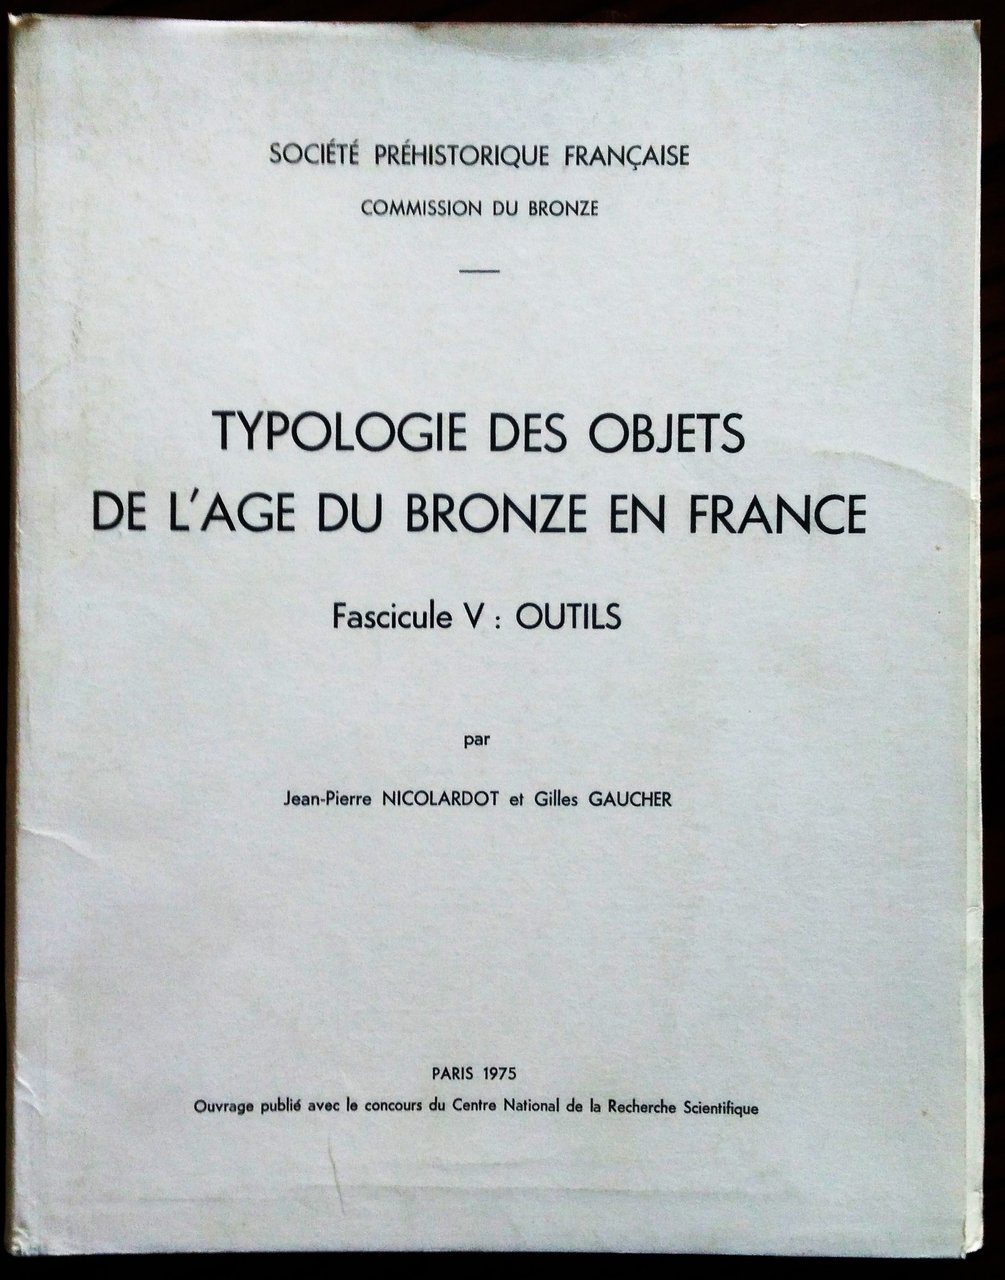 SOCIÉTÉ PRÉHISTORIQUE FRANÇAISE
COMMISSION DU BRONZE
TYPOLOGIE DES OBJETS
DE L'AGE DU BRONZE EN FRANCE
Fascicule V : OUTILS
par
Jean-Pierre NICOLARDOT et Gilles GAUCHER
PARIS 1975
Ouvrage publié avec le concours du Centre National de la Recherche Scientifique